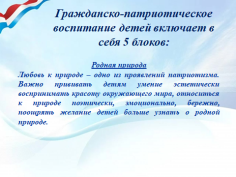 Гражданско-патриотическое
воспитание детей включает в
себя 5 блоков:
Родная природа
Любовь к природе – одно из проявлений патриотизма.
Важно прививать детям умение эстетически
воспринимать красоту окружающего мира, относиться
к природе поэтически, эмоционально, бережно,
поощрять желание детей больше узнать о родной
природе.